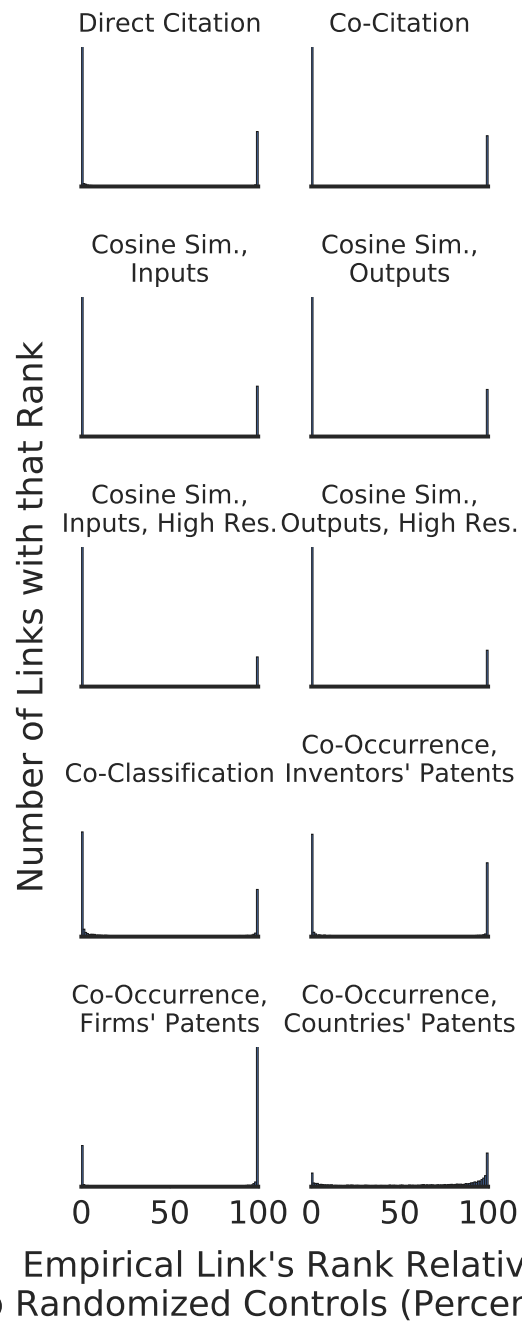 Direct Citation
Co-Citation
Cosine Sim.,
Inputs
Cosine Sim.,
Outputs
Cosine Sim.,
Inputs, High Res.
Cosine Sim.,
Outputs, High Res.
Co-Classification
Co-Occurrence,
Inventors' Patents
Co-Occurrence,
Firms' Patents
Co-Occurrence,
Countries' Patents
Number of Links with that Rank
0 50 100 0 50 100
Empirical Link's Rank
Randomized Controls